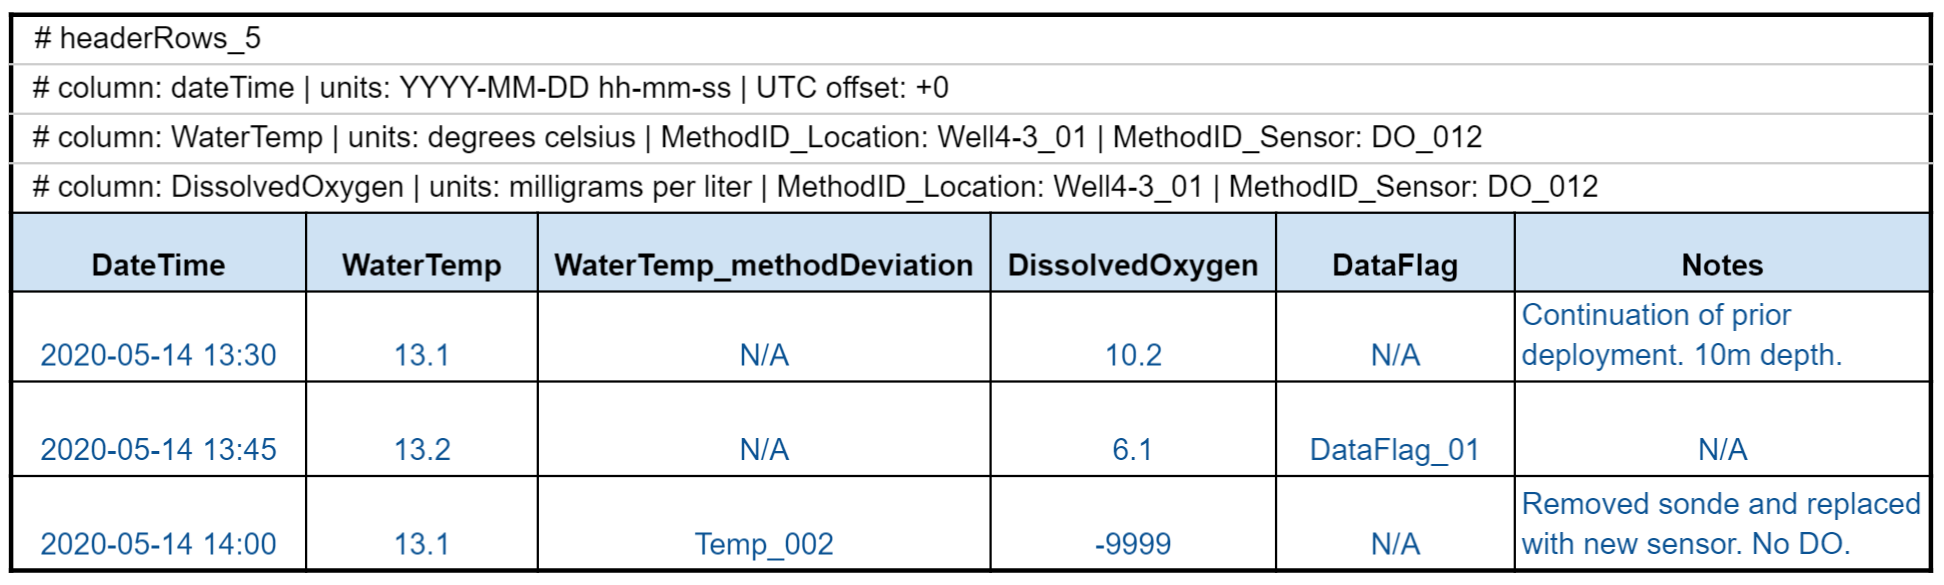 # headerRows_5
# column: dateTime | units: YYYY-MM-DD hh-mm-ss | UTC offset: +0
# column: WaterTemp | units: degrees celsius | MethodID_Location: Well4-3_01 | MethodID_Sensor: DO_012
# column: DissolvedOxygen | units: milligrams per liter | MethodID_Location: Well4-3_01 | MethodID_Sensor: DO_012
DateTime WaterTemp WaterTemp_methodDeviation DissolvedOxygen DataFlag Notes
Continuation of prior
2020-05-14 13:30 13.1 N/A 10.2 N/A deployment. 10m depth.
2020-05-14 13:45 13.2 N/A 6.1 DataFlag_01 N/A
Removed sonde and replaced
2020-05-14 14:00 13.1 Temp_002 -9999 N/A with new sensor. No DO.